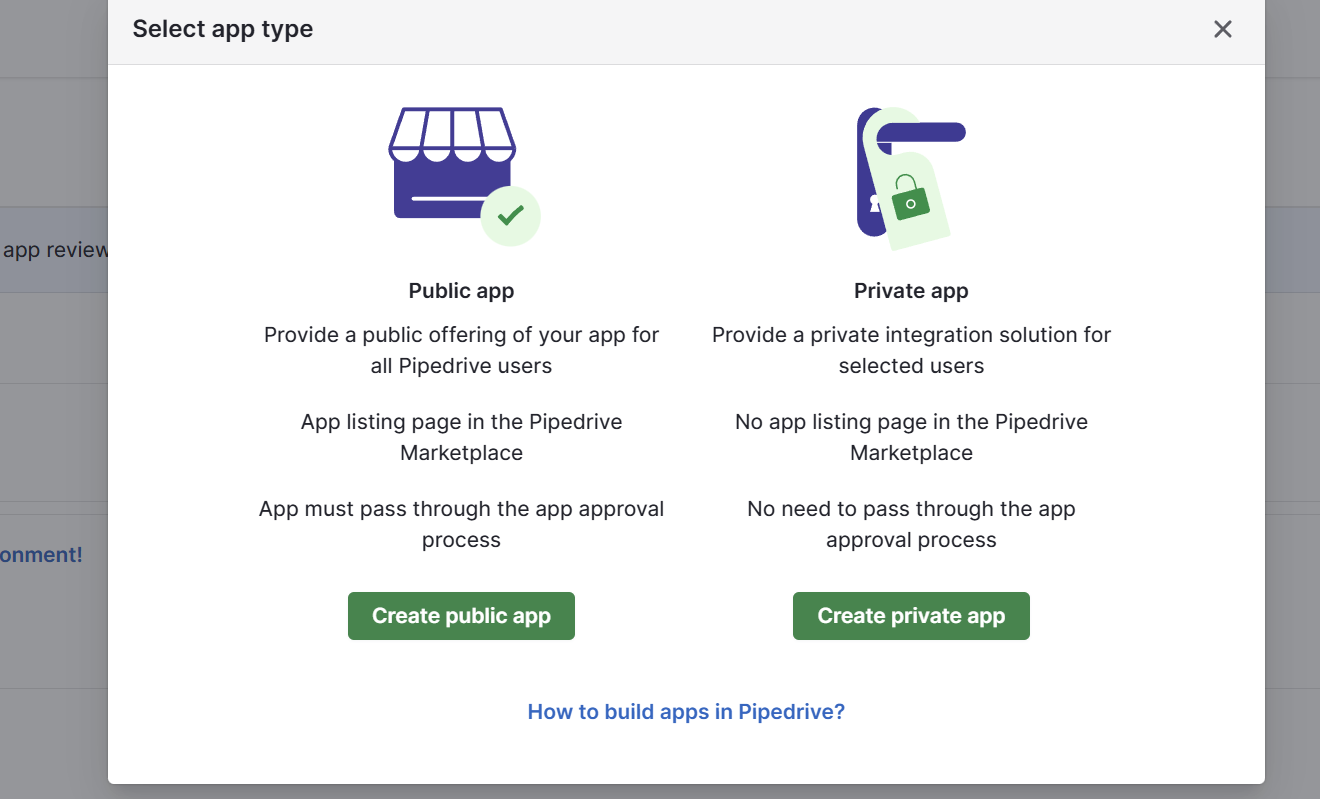 Select app type
app review
onment!
Public app
Provide a public offering of your app for
all Pipedrive users
App listing page in the Pipedrive
Marketplace
App must pass through the app approval
process
Create public app
Private app
Provide a private integration solution for
selected users
No app listing page in the Pipedrive
Marketplace
No need to pass through the app
approval process
Create private app
How to build apps in Pipedrive?